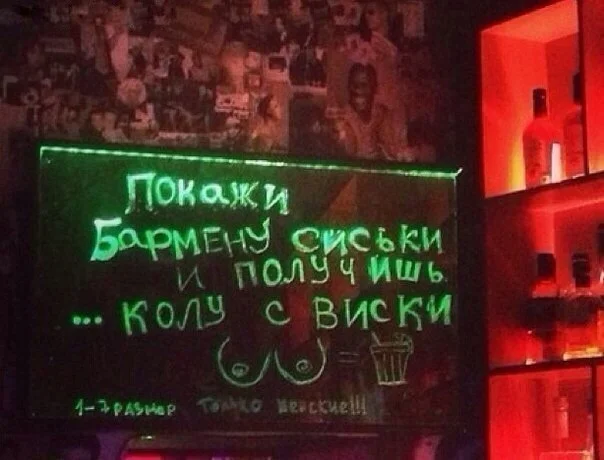 Покажи
Бармену сиськи
и получишь
... колу с виски
=
1-7 размер только женские!!!